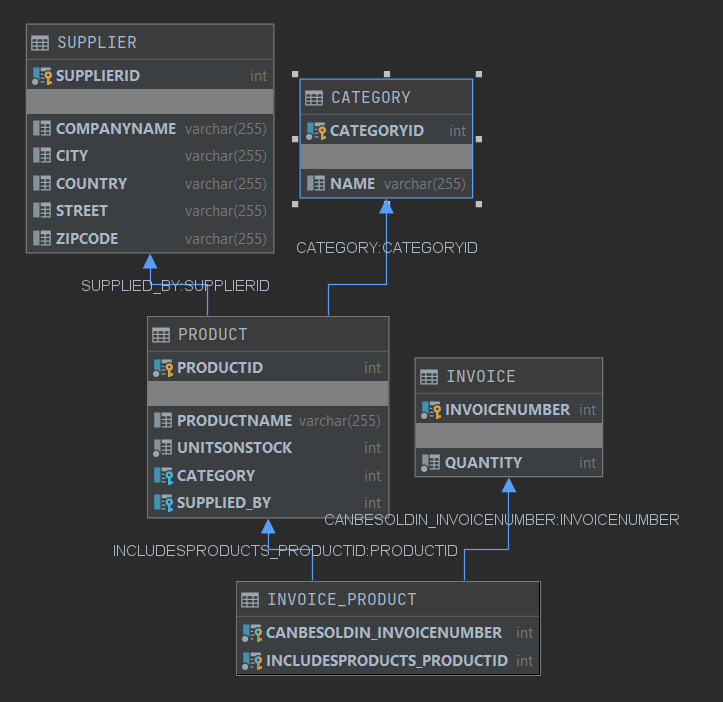 SUPPLIER
SUPPLIERID int
COMPANYNAME varchar(255)
CITY varchar(255)
COUNTRY varchar(255)
STREET varchar(255)
ZIPCODE varchar(255)
CATEGORY
CATEGORYID int
NAME varchar(255)
CATEGORY:CATEGORYID
SUPPLIED_BY:SUPPLIERID
PRODUCT
PRODUCTID int
PRODUCTNAME varchar(255)
UNITSONSTOCK int
CATEGORY int
SUPPLIED_BY int
INVOICE
INVOICENUMBER int
QUANTITY int
CANBESOLDIN_INVOICENUMBER:INVOICENUMBER
INCLUDESPRODUCTS_PRODUCTID:PRODUCTID
INVOICE_PRODUCT
CANBESOLDIN_INVOICENUMBER int
INCLUDESPRODUCTS_PRODUCTID int